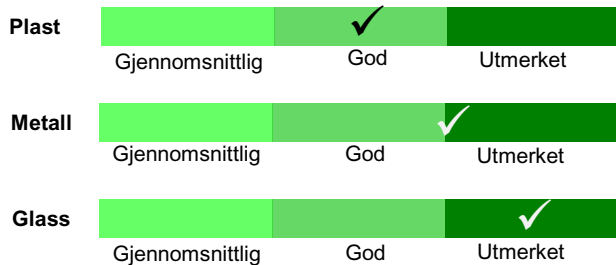 Plast
Gjennomsnittlig God Utmerket
Metall
Gjennomsnittlig God Utmerket
Glass
Gjennomsnittlig God Utmerket